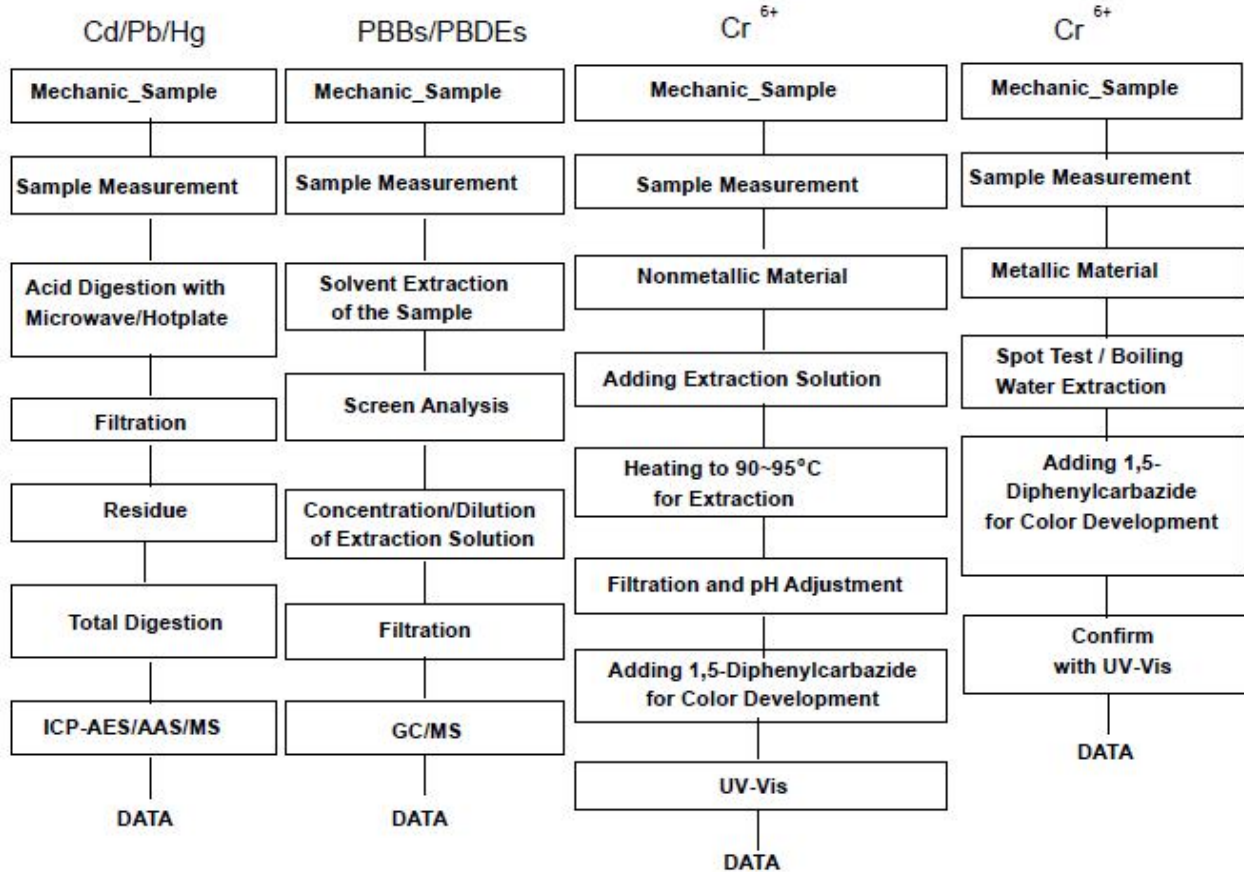 Cd/Pb/Hg
Mechanic_Sample
Sample Measurement
Acid Digestion with
Microwave/Hotplate
Filtration
Residue
Total Digestion
ICP-AES/AAS/MS
DATA
PBBs/PBDEs
Mechanic_Sample
Sample Measurement
Solvent Extraction
of the Sample
Screen Analysis
Concentration/Dilution
of Extraction Solution
Filtration
GC/MS
DATA
Cr 6+
Mechanic_Sample
Sample Measurement
Nonmetallic Material
Adding Extraction Solution
Heating to 90~95°C
for Extraction
Filtration and pH Adjustment
Adding 1,5-Diphenylcarbazide
for Color Development
UV-Vis
DATA
Cr 6+
Mechanic_Sample
Sample Measurement
Metallic Material
Spot Test / Boiling
Water Extraction
Adding 1,5-
Diphenylcarbazide
for Color Development
Confirm
with UV-Vis
DATA